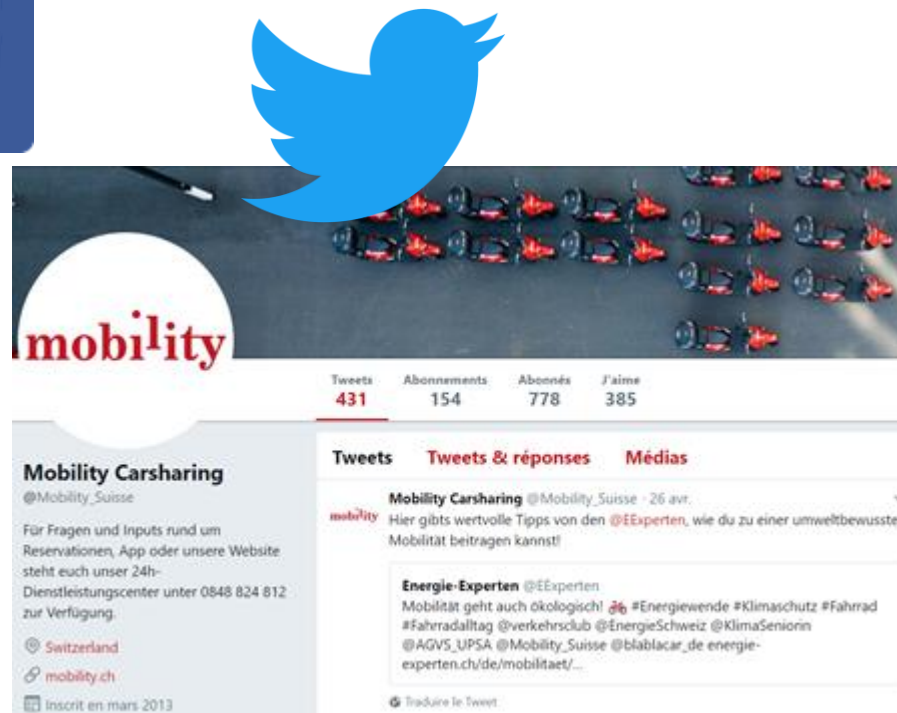 mobility
Tweets Abonnements Abonnés J'aime
431 154 778 385
Mobility Carsharing
@Mobility_Suisse
Für Fragen und Inputs rund um
Reservationen, App oder unsere Website
steht euch unser 24h-
Dienstleistungscenter unter 0848 824 812
zur Verfügung.
Switzerland
mobility.ch
Inscrit en mars 2013
Tweets Tweets & réponses Médias
Mobility Carsharing @Mobility_Suisse · 26 avr.
mobility
Hier gibts wertvolle Tipps von den @EExperten, wie du zu einer umweltbewusste
Mobilität beitragen kannst!
Energie-Experten @EExperten
Mobilität geht auch ökologisch! 🚲 #Energiewende #Klimaschutz #Fahrrad
#Fahrradalltag @verkehrsclub @EnergieSchweiz @KlimaSeniorin
@AGVS_UPSA @Mobility_Suisse @blablacar_de energie-
experten.ch/de/mobilitaet/...
Traduire le Tweet